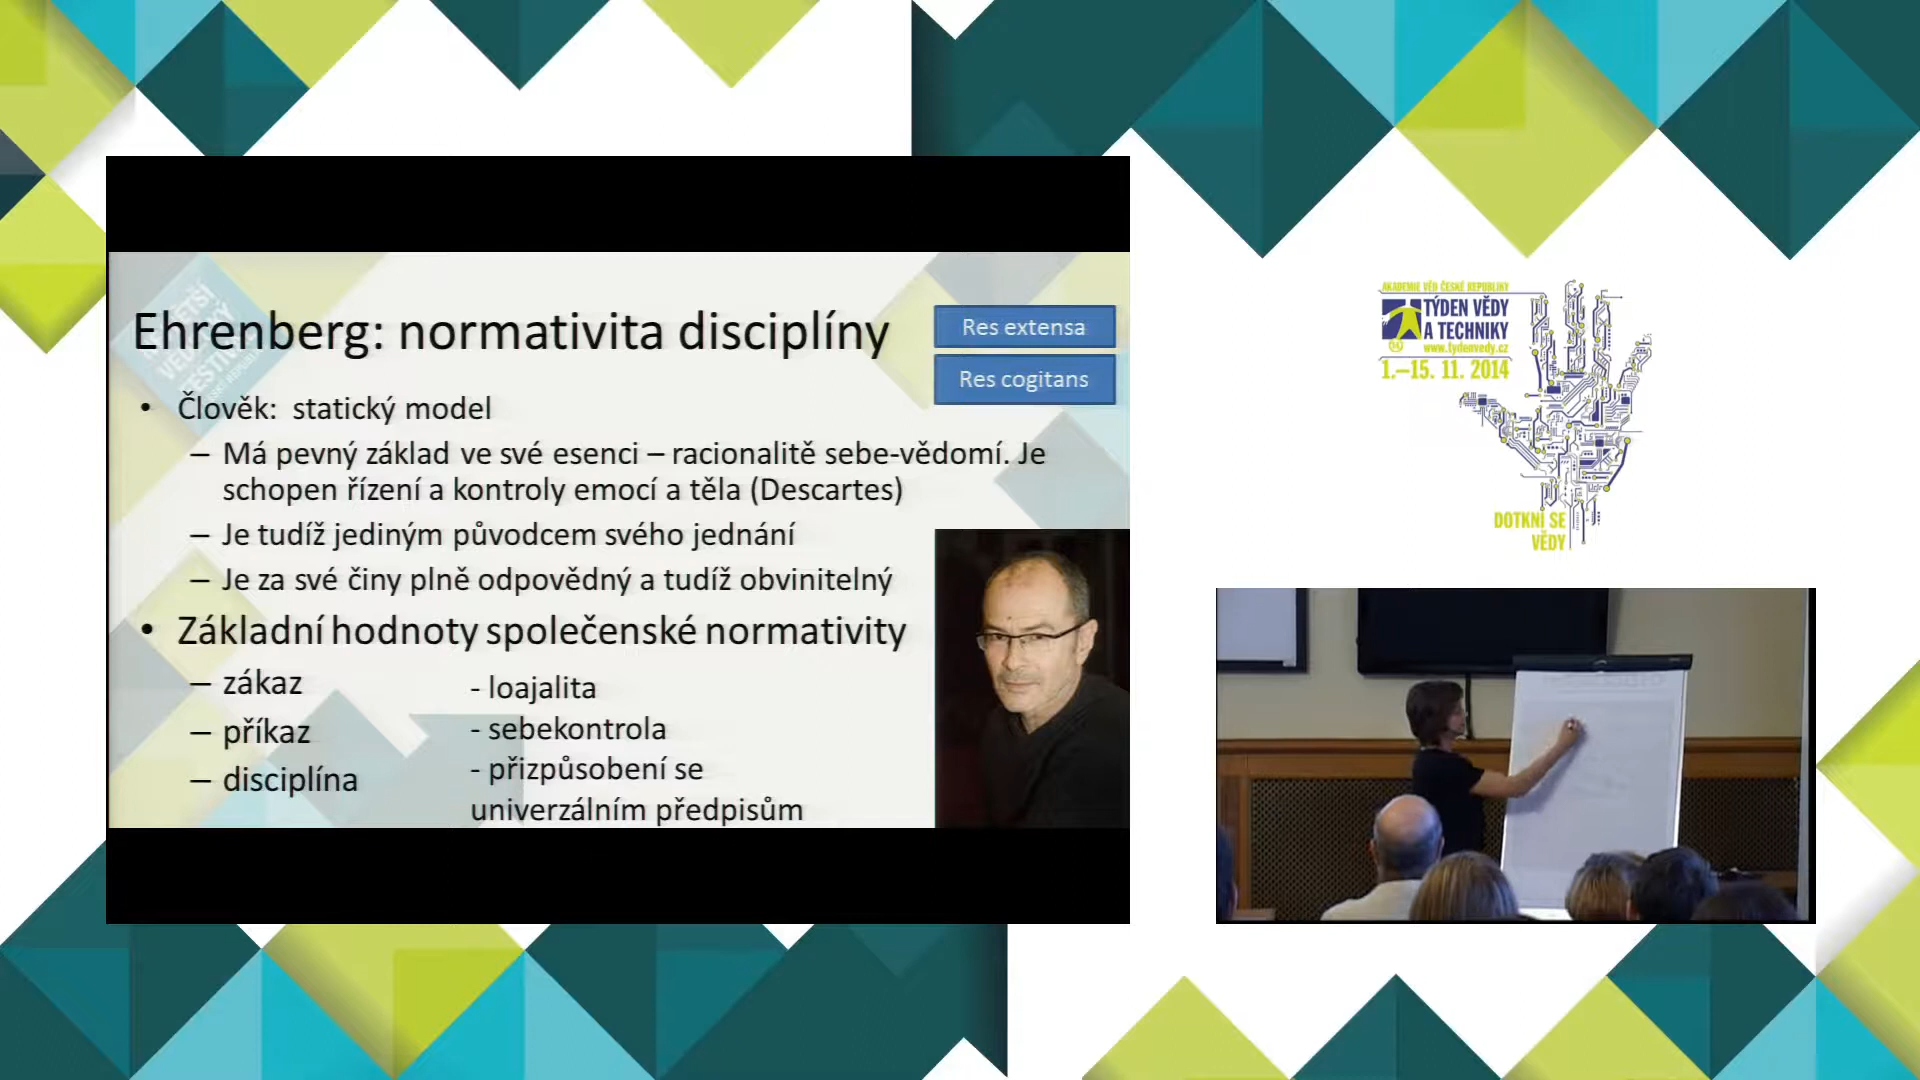 Ehrenberg: normativita disciplíny
Res extensa
Res cogitans
• Člověk: statický model
– Má pevný základ ve své esenci – racionalitě sebe-vědomí. Je
schopen řízení a kontroly emocí a těla (Descartes)
– Je tudíž jediným původcem svého jednání
– Je za své činy plně odpovědný a tudíž obvinitelný
• Základní hodnoty společenské normativity
– zákaz
– příkaz
– disciplína
- loajalita
- sebekontrola
- přizpůsobení se
univerzálním předpisům
AKADEMIE VĚD ČESKÉ REPUBLIKY
TÝDEN VĚDY
A TECHNIKY
www.tydenvedy.cz
1.–15. 11. 2014
DOTKNI SE
VĚDY